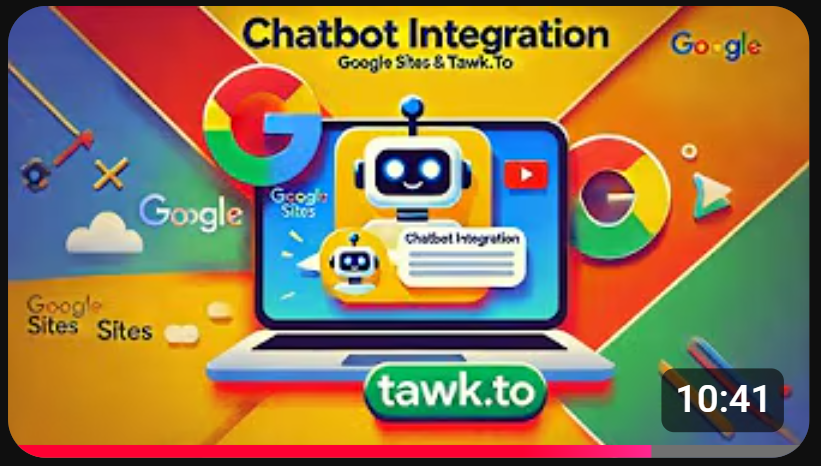 Chatbot Integration
Google Sites & Tawk.To
Google
Google
Sites
Google
Chatbot Integration
Google
Sites
Sites
tawk.to
10:41